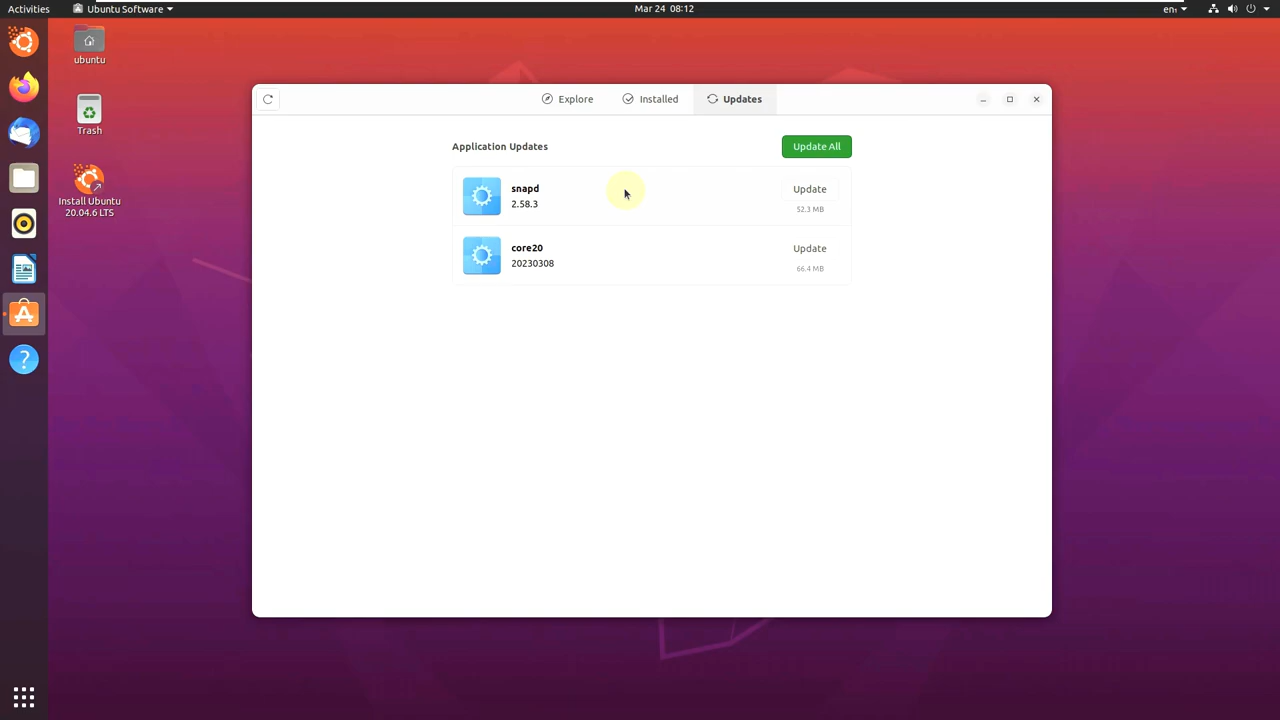 Activities
Ubuntu Software
Mar 24 08:12
en₁
ubuntu
Trash
Install Ubuntu
20.04.6 LTS
Explore
Installed
Updates
Application Updates
Update All
snapd
2.58.3
Update
52.3 MB
core20
20230308
Update
66.4 MB